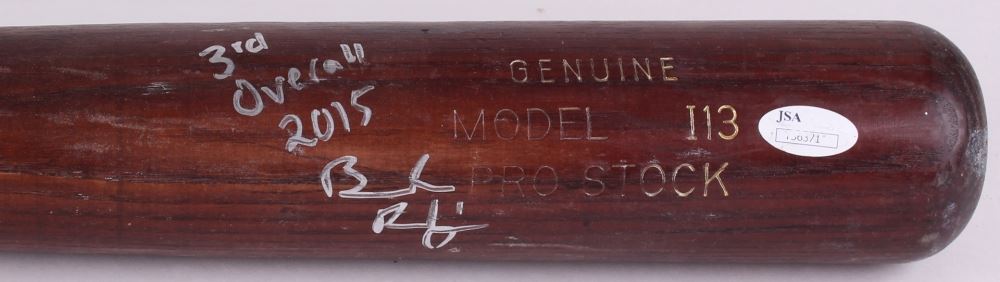 3rd
Overall
2015
GENUINE
MODEL I13
PRO STOCK
JSA